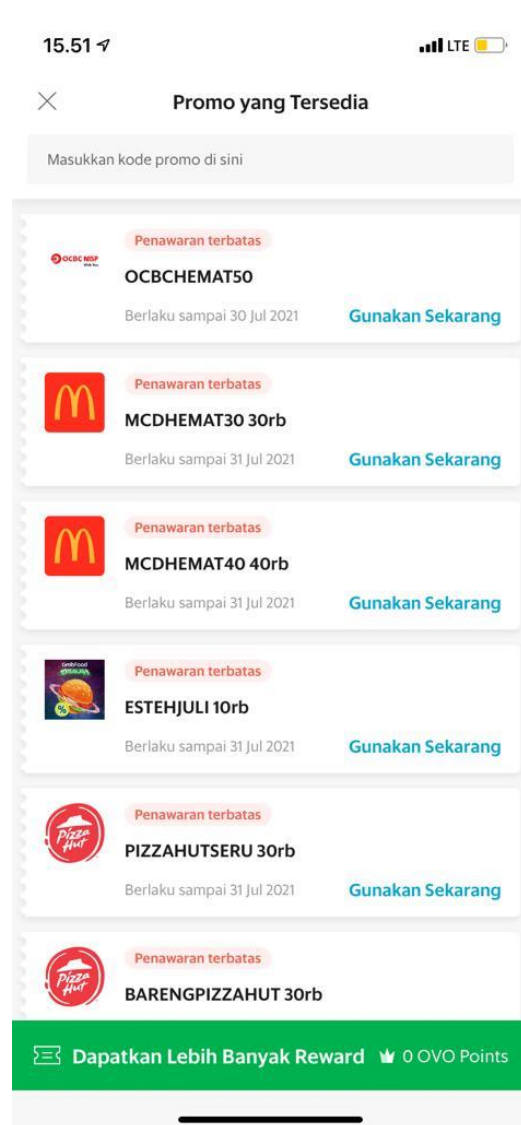 15.51
LTE
Promo yang Tersedia
Masukkan kode promo di sini
Penawaran terbatas
OCBC NISP
OCBCHEMAT50
Berlaku sampai 30 Jul 2021
Gunakan Sekarang
Penawaran terbatas
MCDHEMAT30 30rb
Berlaku sampai 31 Jul 2021
Gunakan Sekarang
Penawaran terbatas
MCDHEMAT40 40rb
Berlaku sampai 31 Jul 2021
Gunakan Sekarang
GrabFood
Penawaran terbatas
%
ESTEHJULI 10rb
Berlaku sampai 31 Jul 2021
Gunakan Sekarang
Penawaran terbatas
Pizza
Hut
PIZZAHUTSERU 30rb
Berlaku sampai 31 Jul 2021
Gunakan Sekarang
Penawaran terbatas
Pizza
Hut
BARENGPIZZAHUT 30rb
Dapatkan Lebih Banyak Reward
0 OVO Points